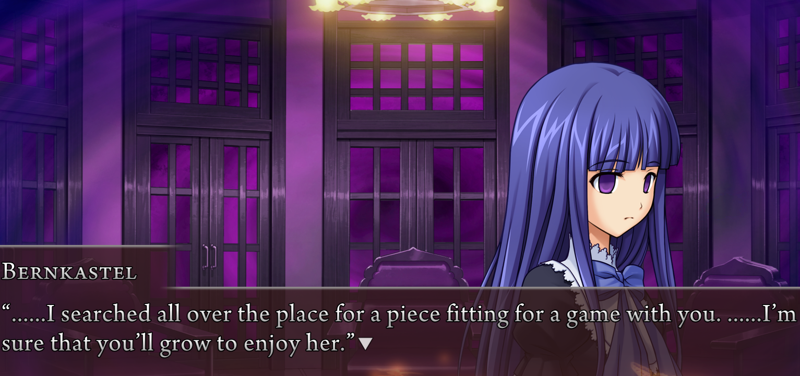 BERNKASTEL
“......I searched all over the place for a piece fitting for a game with you. ......I’m
sure that you’ll grow to enjoy her.”▼